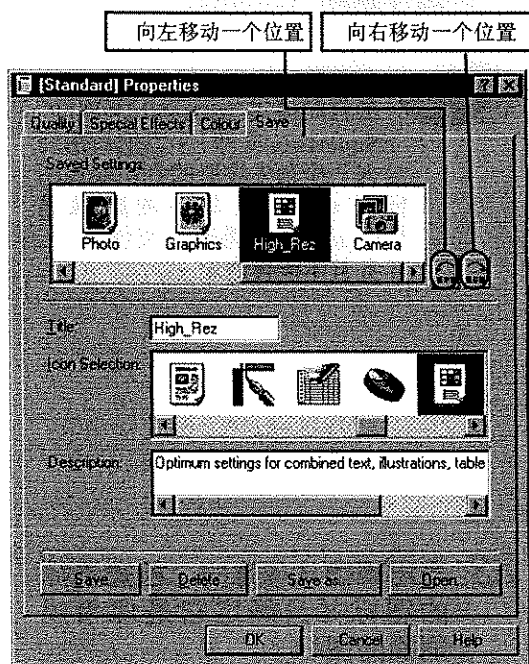 向左移动一个位置 向右移动一个位置
[Standard] Properties
Quality Special Effects Colour Save
Saved Settings
Photo Graphics High_Rez Camera
Title: High_Rez
Icon Selection:
Description: Optimum settings for combined text, illustrations, table
Save Delete Save as... Open...
OK Cancel Help